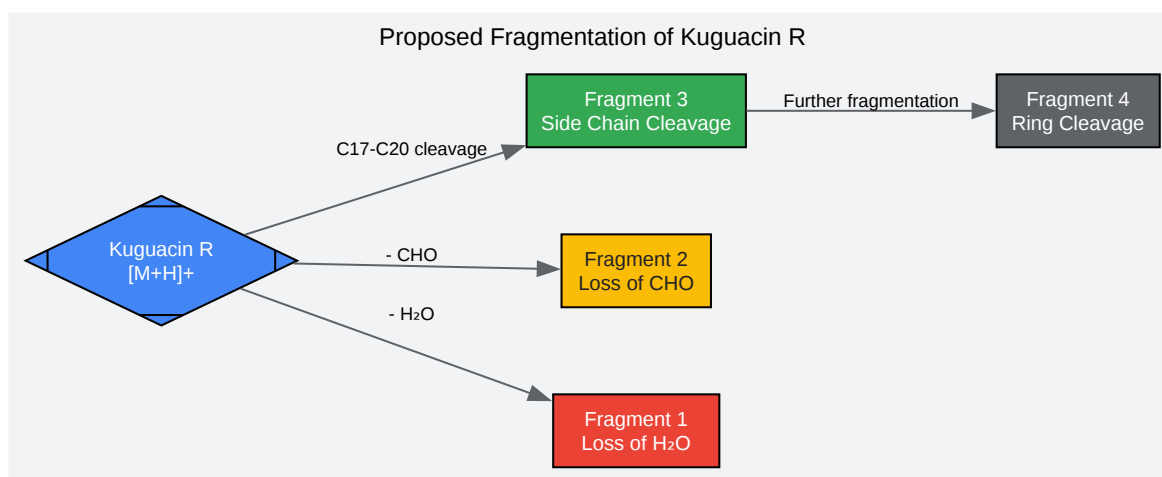 Proposed Fragmentation of Kuguacin R
Kuguacin R
[M+H]+
C17-C20 cleavage
- CHO
- H₂O
Fragment 3
Side Chain Cleavage
Further fragmentation
Fragment 4
Ring Cleavage
Fragment 2
Loss of CHO
Fragment 1
Loss of H₂O